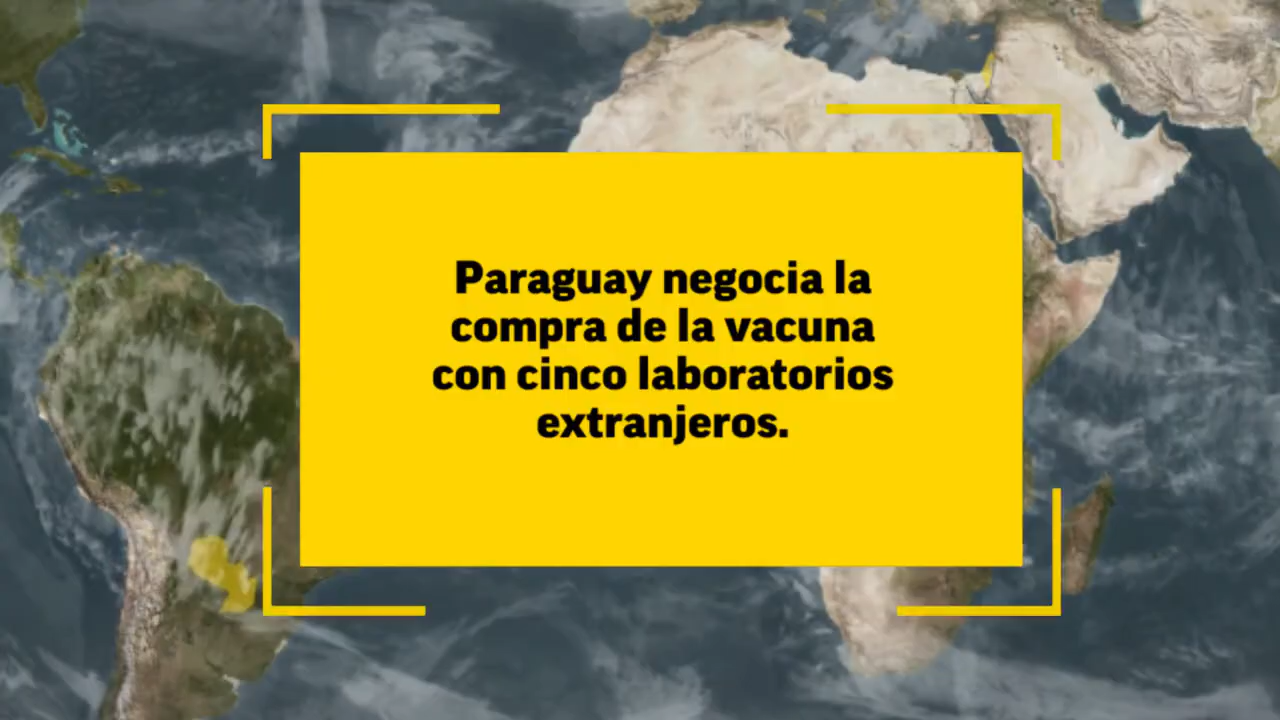 Paraguay negocia la
compra de la vacuna
con cinco laboratorios
extranjeros.